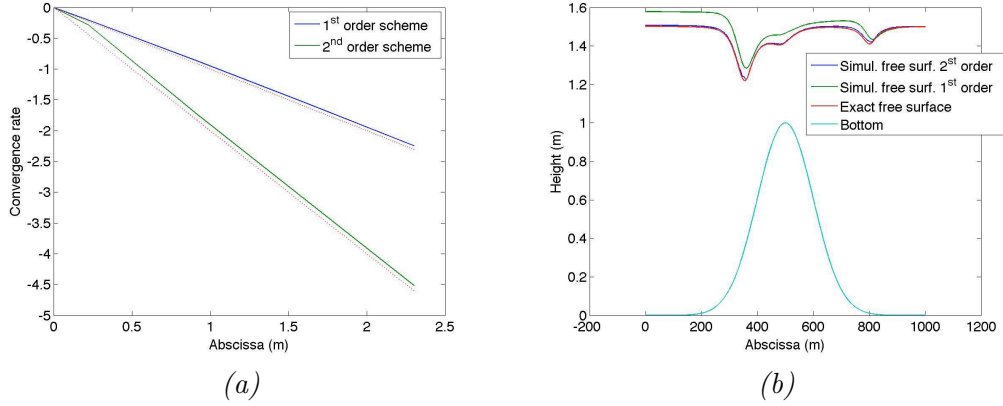 0
-0.5
-1
-1.5
-2
-2.5
-3
-3.5
-4
-4.5
-5
Convergence rate
0 0.5 1 1.5 2 2.5
Abscissa (m)
1st order scheme
2nd order scheme
(a)
1.6
1.4
1.2
1
0.8
0.6
0.4
0.2
0
Height (m)
-200 0 200 400 600 800 1000 1200
Abscissa (m)
Simul. free surf. 2st order
Simul. free surf. 1st order
Exact free surface
Bottom
(b)